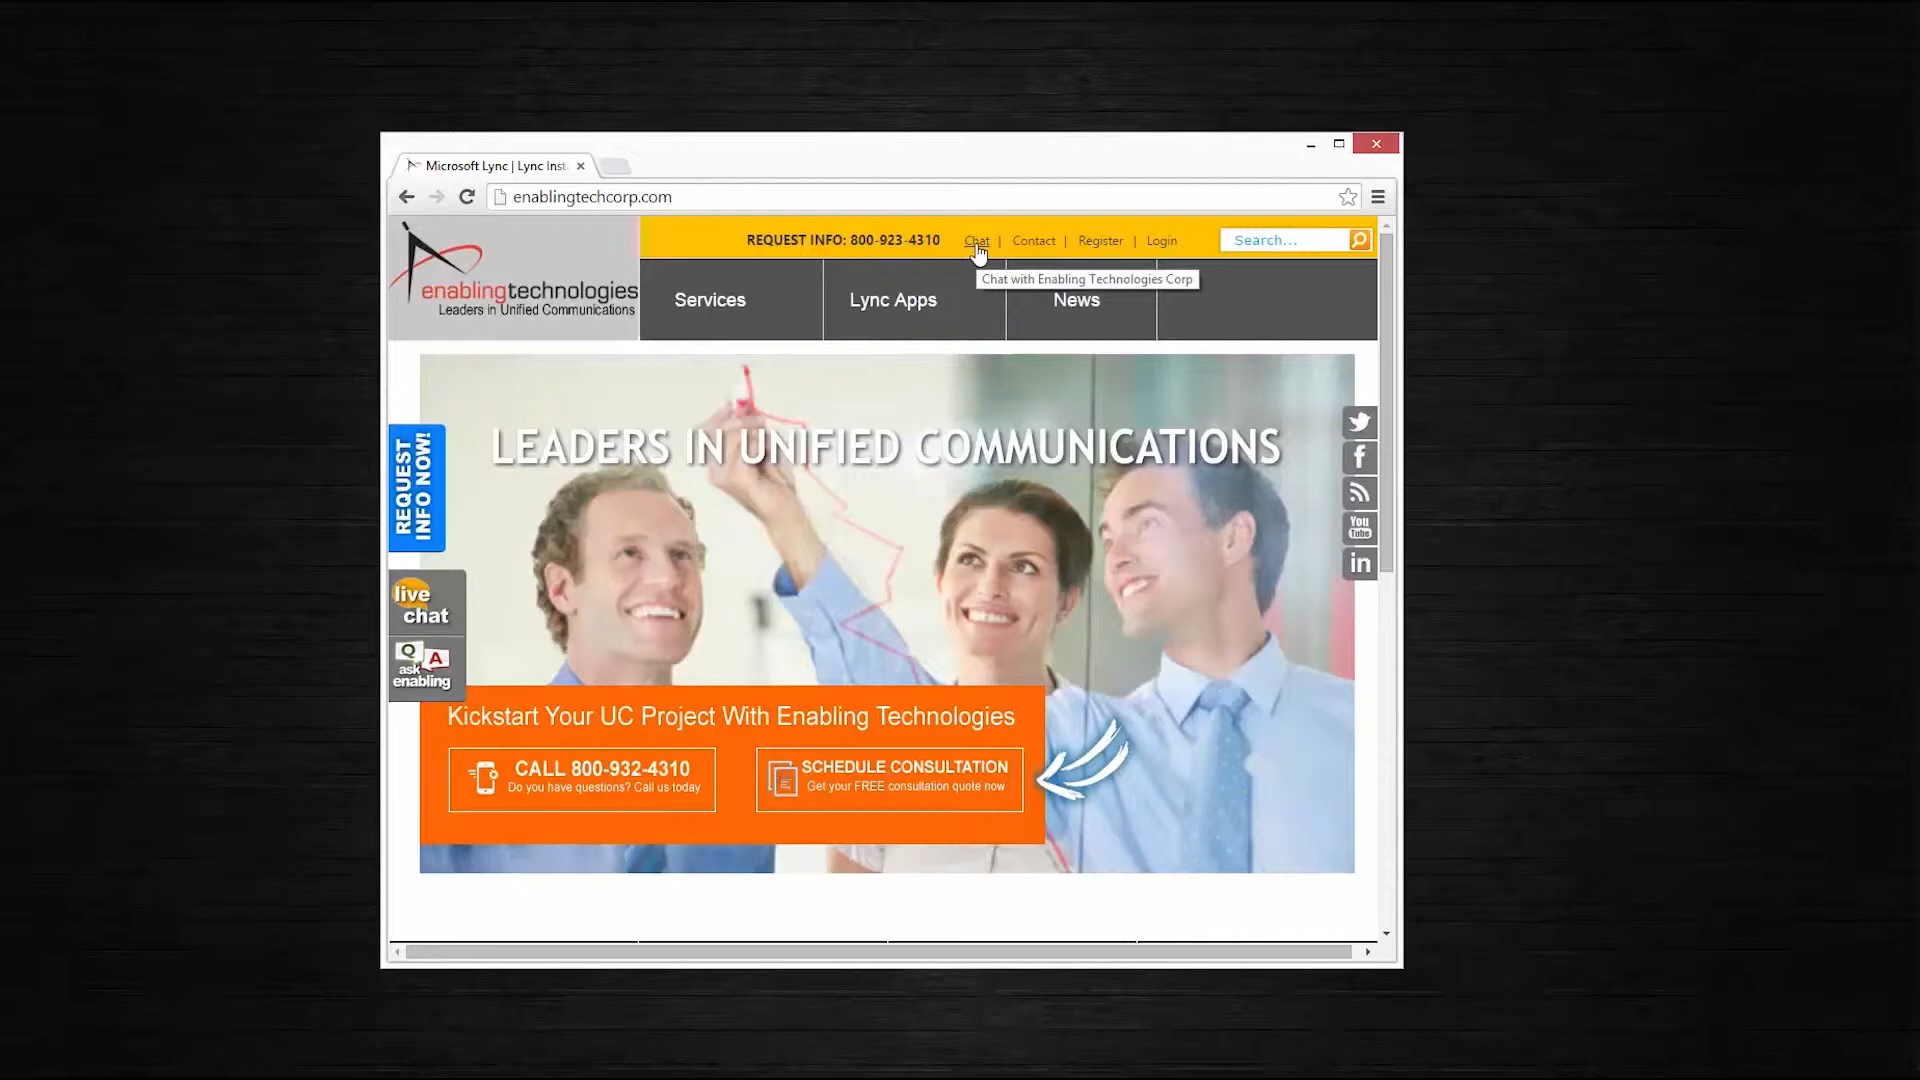 Microsoft Lync | Lync Inst
enablingtechcorp.com
REQUEST INFO: 800-923-4310 Chat | Contact | Register | Login Search...
Chat with Enabling Technologies Corp
enablingtechnologies
Leaders in Unified Communications
Services Lync Apps News
LEADERS IN UNIFIED COMMUNICATIONS
REQUEST
INFO NOW!
You
Tube
in
live
chat
Q A
ask
enabling
Kickstart Your UC Project With Enabling Technologies
CALL 800-932-4310
Do you have questions? Call us today
SCHEDULE CONSULTATION
Get your FREE consultation quote now